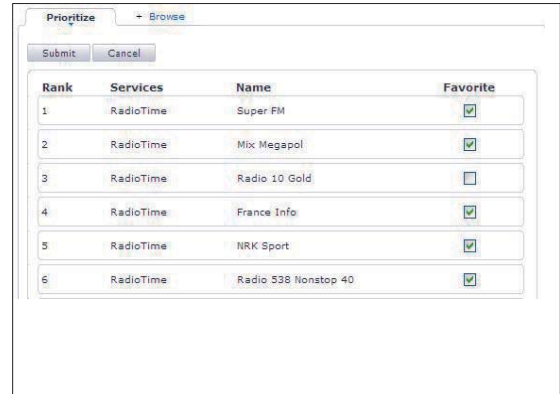 Prioritize + Browse
Submit Cancel
Rank Services Name Favorite
1 RadioTime Super FM
2 RadioTime Mix Megapol
3 RadioTime Radio 10 Gold
4 RadioTime France Info
5 RadioTime NRK Sport
6 RadioTime Radio 538 Nonstop 40